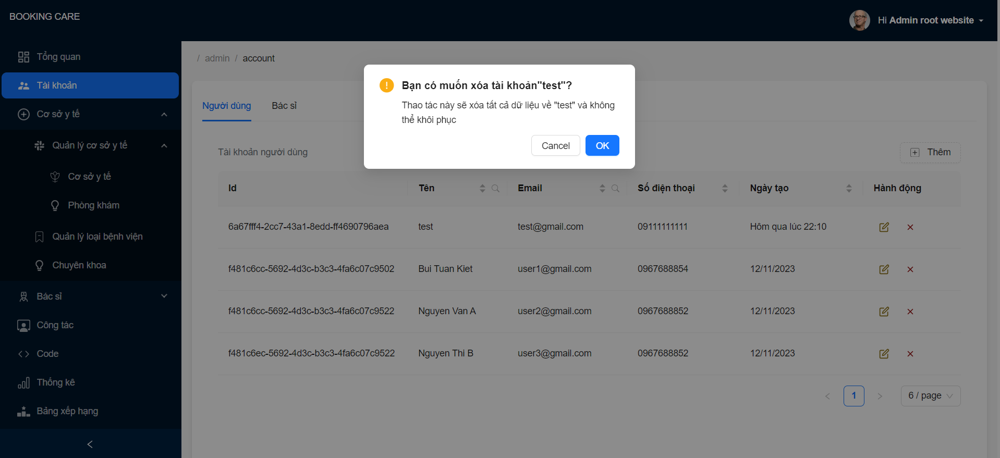 BOOKING CARE
Hi Admin root website
Tổng quan
Tài khoản
Cơ sở y tế
Quản lý cơ sở y tế
Cơ sở y tế
Phòng khám
Quản lý loại bệnh viện
Chuyên khoa
Bác sĩ
Công tác
Code
Thống kê
Bảng xếp hạng
/ admin / account
Bạn có muốn xóa tài khoản"test"?
Thao tác này sẽ xóa tất cả dữ liệu về "test" và không
thể khôi phục
Cancel OK
Người dùng Bác sĩ
Tài khoản người dùng Thêm
Id Tên Email Số điện thoại Ngày tạo Hành động
6a67fff4-2cc7-43a1-8edd-ff4690796aea test test@gmail.com 09111111111 Hôm qua lúc 22:10
f481c6cc-5692-4d3c-b3c3-4fa6c07c9502 Bui Tuan Kiet user1@gmail.com 0967688854 12/11/2023
f481c6cc-5692-4d3c-b3c3-4fa6c07c9522 Nguyen Van A user2@gmail.com 0967688852 12/11/2023
f481c6ec-5692-4d3c-b3c3-4fa6c07c9522 Nguyen Thi B user3@gmail.com 0967688852 12/11/2023
1 6 / page